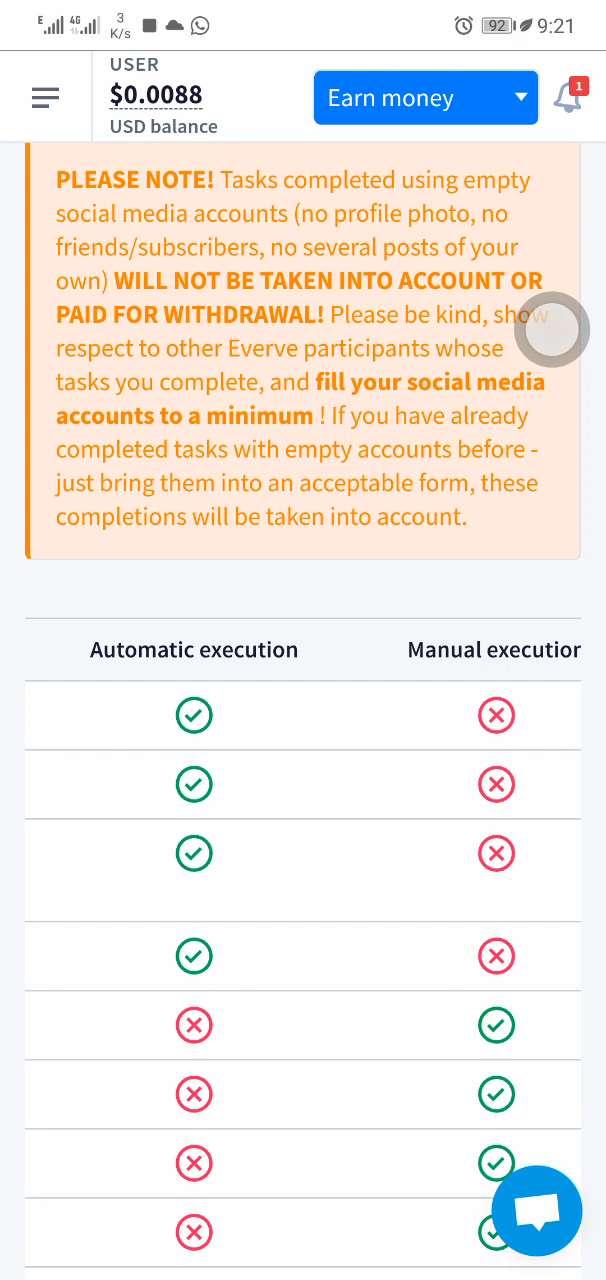 E 4G 3 K/s 92 9:21
USER
$0.0088
USD balance
Earn money
1
PLEASE NOTE! Tasks completed using empty
social media accounts (no profile photo, no
friends/subscribers, no several posts of your
own) WILL NOT BE TAKEN INTO ACCOUNT OR
PAID FOR WITHDRAWAL! Please be kind, show
respect to other Everve participants whose
tasks you complete, and fill your social media
accounts to a minimum ! If you have already
completed tasks with empty accounts before -
just bring them into an acceptable form, these
completions will be taken into account.
Automatic execution Manual execution